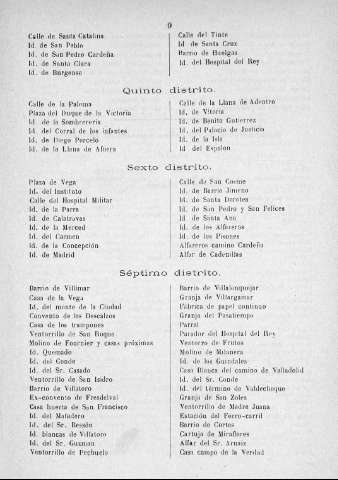 9
Calle de Santa Catalina
Id. de San Pablo
Id. de San Pedro Cardeña
Id. de Santa Clara
Id. de Burgense
Calle del Tinte
Id. de Santa Cruz
Barrio de Huelgas
Id. del Hospital del Rey
Quinto distrito.
Calle de la Paloma
Plaza del Duque de la Victoria
Id. de la Sombrerería
Id. del Corral de los infantes
Id. de Diego Porcelo
Id. de la Llana de Afuera
Calle de la Llana de Adentro
Id. de Vitoria
Id. de Benito Gutierrez
Id. del Palacio de Justicia
Id. de la Isla
Id. del Espolon
Sexto distrito.
Plaza de Vega
Id. del Instituto
Calle del Hospital Militar
Id. de la Parra
Id. de Calatravas
Id. de la Merced
Id. del Carmen
Id. de la Concepción
Id. de Madrid
Calle de San Cosme
Id. de Barrio Jimeno
Id. de Santa Dorotea
Id. de San Pedro y San Felices
Id. de Santa Ana
Id. de los Alfareros
Id. de los Pisones
Alfareros camino Cardeña
Alfar de Cadenillas
Séptimo distrito.
Barrio de Villimar
Casa de la Vega
Id. del monte de la Ciudad
Convento de los Descalzos
Casa de los trampones
Ventorrillo de San Roque
Molino de Fournier y casas próximas
Id. Quemado
Id. del Conde
Id. del Sr. Casado
Ventorrillo de San Isidro
Barrio de Villatoro
Ex-convento de Fresdelval
Casa huerta de San Francisco
Id. del Matadero
Id. del Sr. Bessón
Id. blancas de Villatoro
Id. del Sr. Guzman
Ventorrillo de Pechuelo
Barrio de Villalonquejar
Granja de Villargamar
Fábrica de papel continuo
Granja del Pasatiempo
Parral
Parador del Hospital del Rey
Ventorro de Frutos
Molino de Molanera
Id. de los Guindales
Casa Blanca del camino de Valladolid
Id. del Sr. Conde
Id. del término de Valdechoque
Granja de San Zoles
Ventorrillo de Madre Juana
Estación del Ferro-carril
Barrio de Cortes
Cartuja de Miraflores
Alfar del Sr. Arnaiz
Casa campo de la Verdad